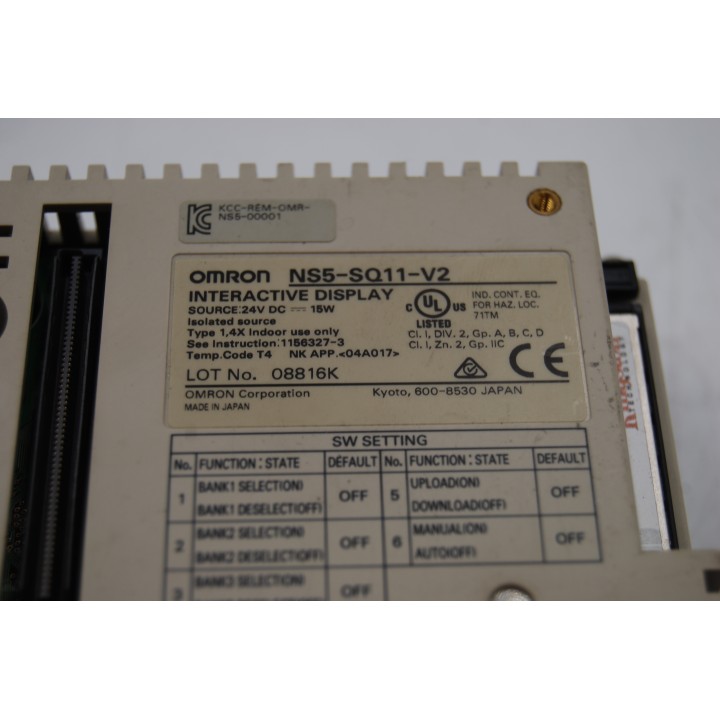 KCC-REM-OMR-
NS5-00001
OMRON NS5-SQ11-V2
INTERACTIVE DISPLAY
SOURCE:24V DC 15W
Isolated source
Type 1,4X Indoor use only
See Instruction:1156327-3
Temp.Code T4 NK APP.<04A017>
LOT No. 08816K
OMRON Corporation Kyoto, 600-8530 JAPAN
MADE IN JAPAN
C UL US
LISTED
IND. CONT. EQ.
FOR HAZ. LOC.
71TM
Cl. I, DIV. 2, Gp. A, B, C, D
Cl. I, Zn. 2, Gp. IIC
CE
SW SETTING
No. FUNCTION : STATE DEFAULT No. FUNCTION : STATE DEFAULT
1 BANK1 SELECT(ON) OFF 5 UPLOAD(ON) OFF
BANK1 DESELECT(OFF) DOWNLOAD(OFF)
2 BANK2 SELECT(ON) OFF 6 MANUAL(ON) OFF
BANK2 DESELECT(OFF) AUTO(OFF)
3 BANK3 SELECT(ON) OFF